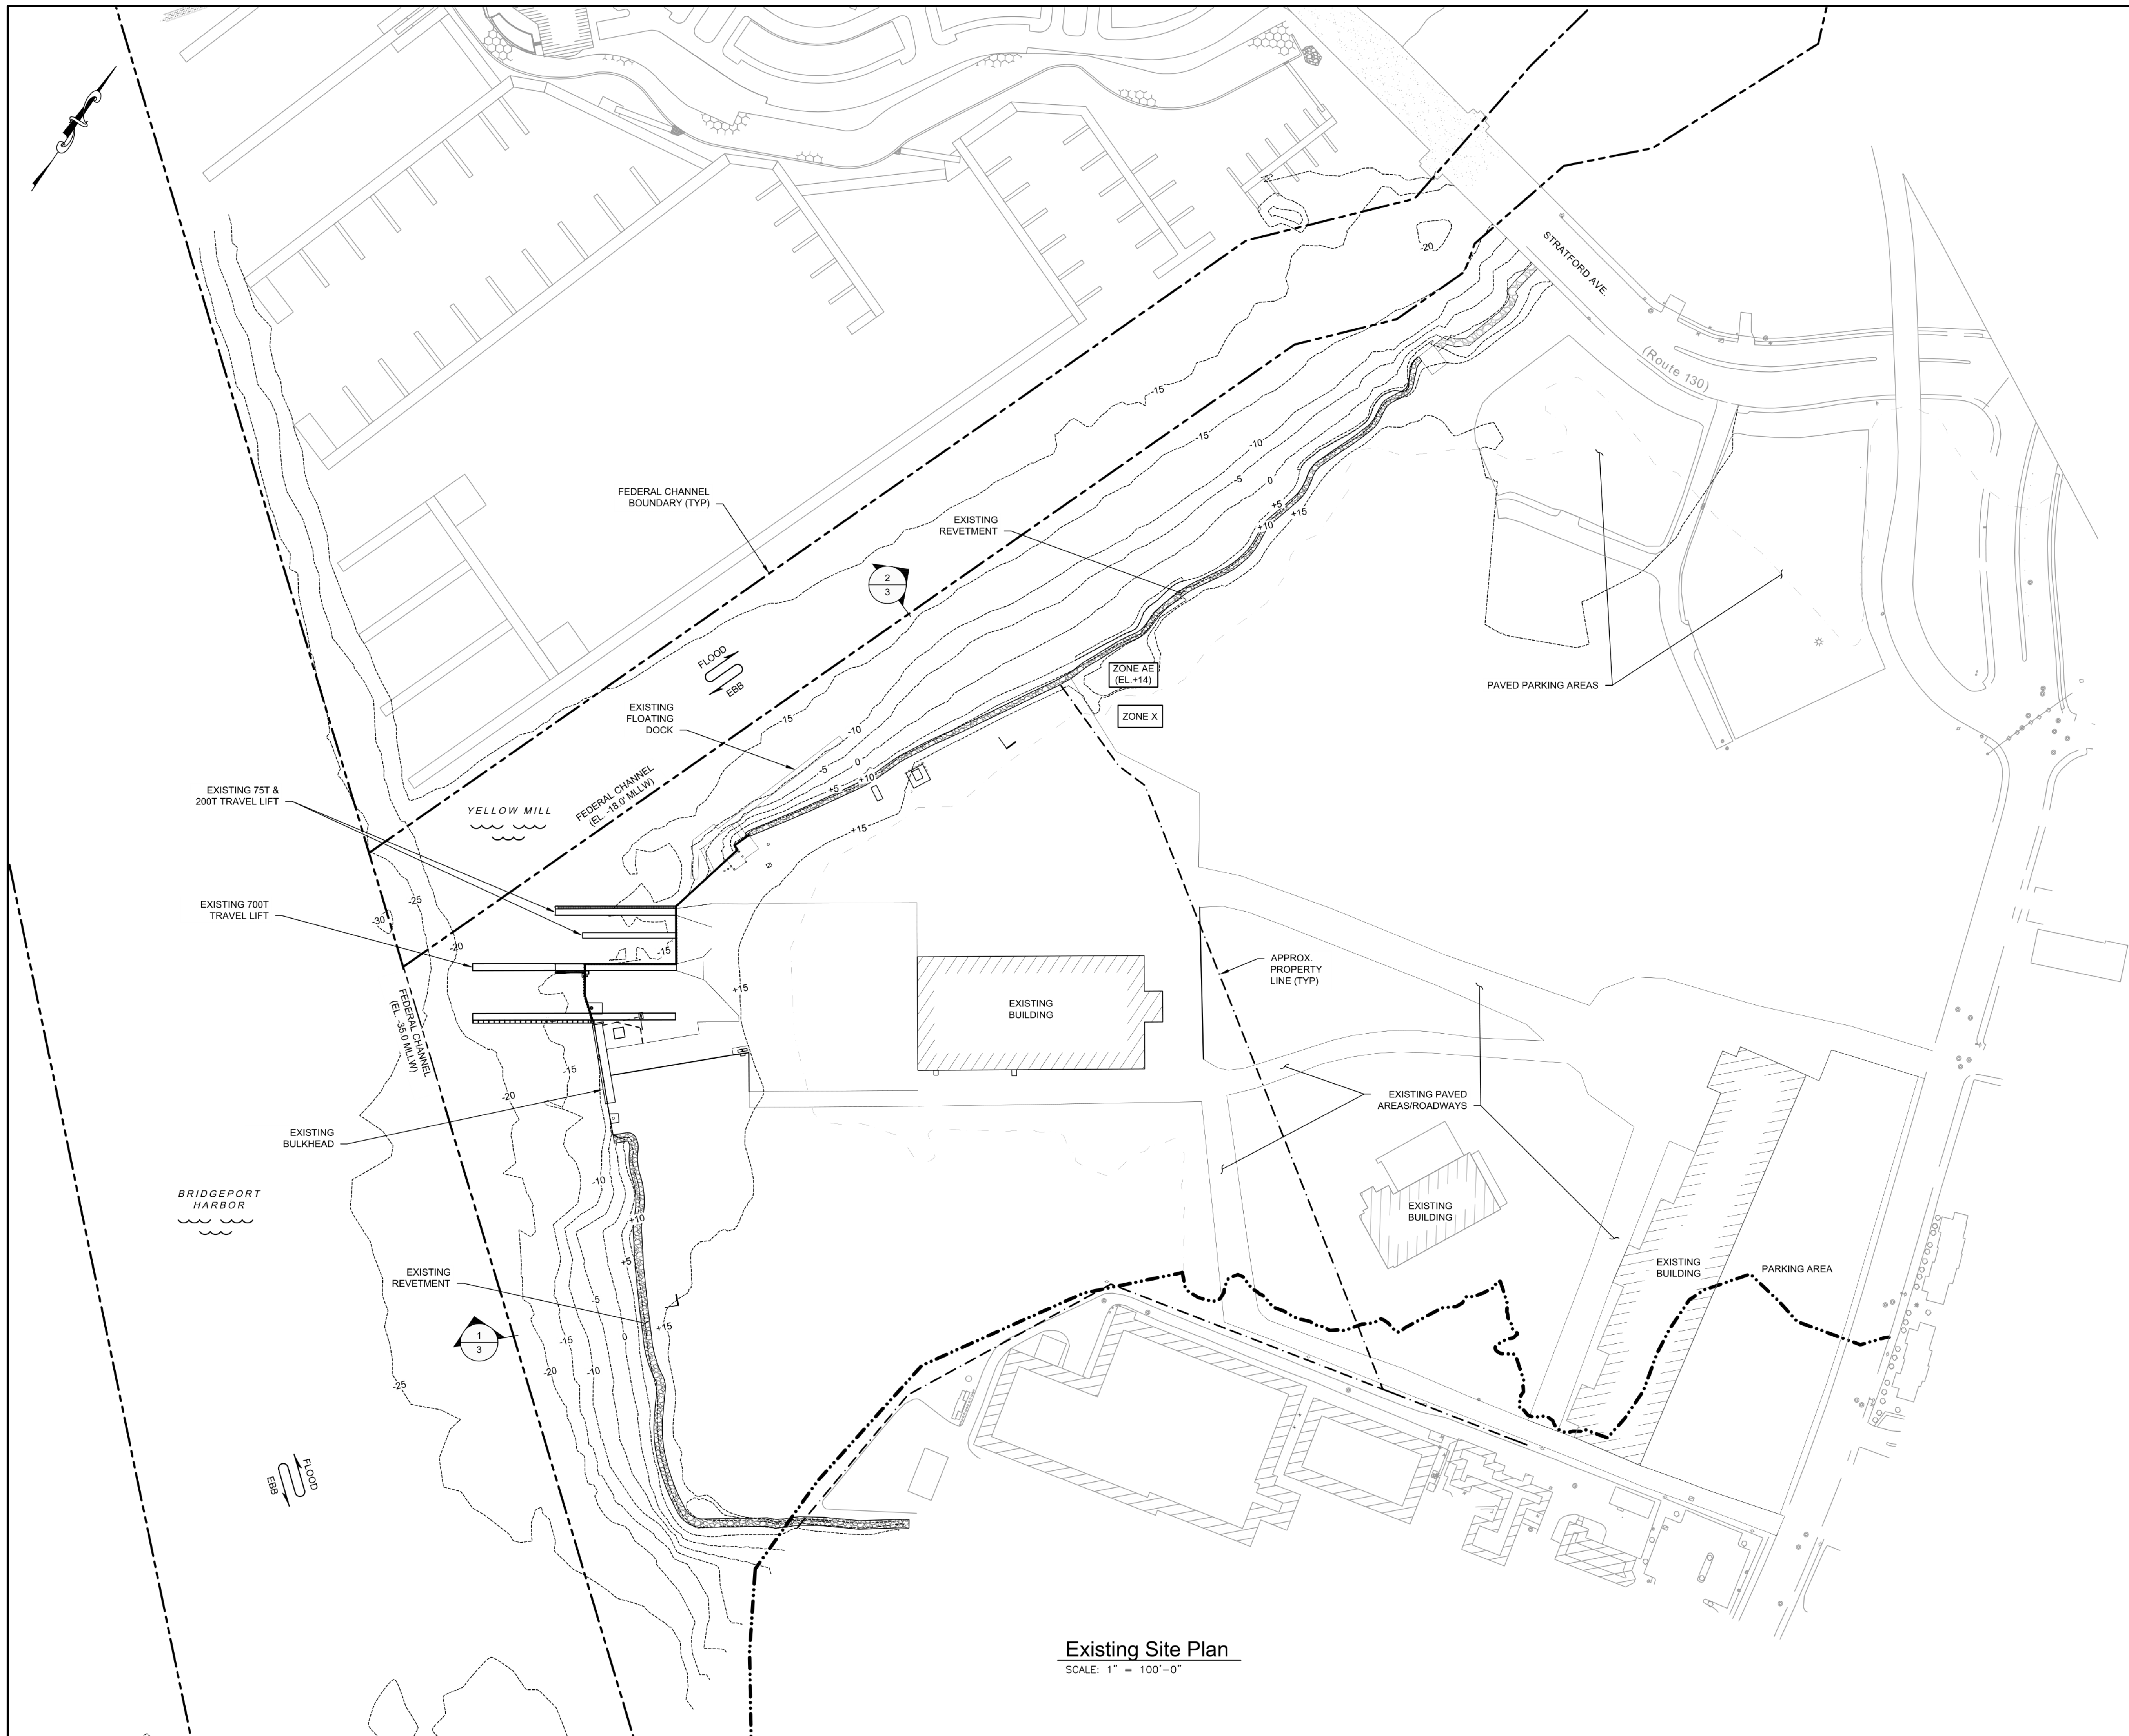 STRATFORD AVE.
(Route 130)
-20
-15
-15
-10
-5
0
+5
+10
+15
FEDERAL CHANNEL
BOUNDARY (TYP)
EXISTING
REVETMENT
2
3
FLOOD
EBB
ZONE AE
(EL.+14)
ZONE X
PAVED PARKING AREAS
EXISTING
FLOATING
DOCK
-15
-10
-5
0
+5
+10
+15
FEDERAL CHANNEL
(EL. -18.0' MLLW)
YELLOW MILL
EXISTING 75T &
200T TRAVEL LIFT
EXISTING 700T
TRAVEL LIFT
-30
-25
-20
-15
+15
FEDERAL CHANNEL
(EL. -35.0 MLLW)
APPROX.
PROPERTY
LINE (TYP)
EXISTING
BUILDING
-15
-20
EXISTING
BULKHEAD
EXISTING PAVED
AREAS/ROADWAYS
BRIDGEPORT
HARBOR
-10
+10
+5
-5
0
+15
EXISTING
REVETMENT
EXISTING
BUILDING
EXISTING
BUILDING
PARKING AREA
1
3
-15
-20
-10
-25
FLOOD
EBB
Existing Site Plan
SCALE: 1" = 100'-0"